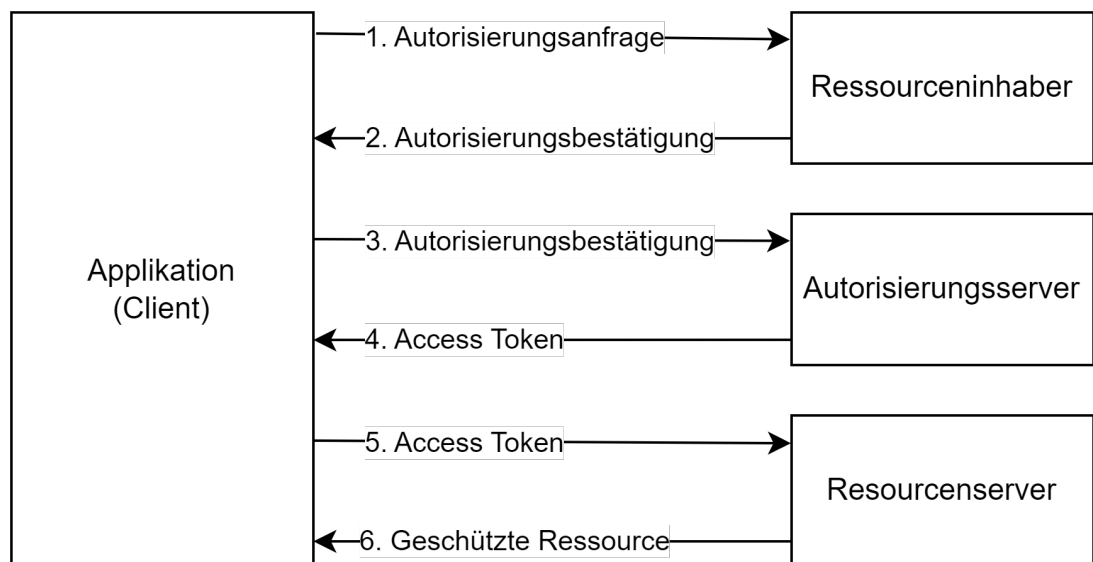 1. Autorisierungsanfrage
Ressourceninhaber
2. Autorisierungsbestätigung
3. Autorisierungsbestätigung
Applikation
(Client)
Autorisierungsserver
4. Access Token
5. Access Token
Resourcenserver
6. Geschützte Ressource